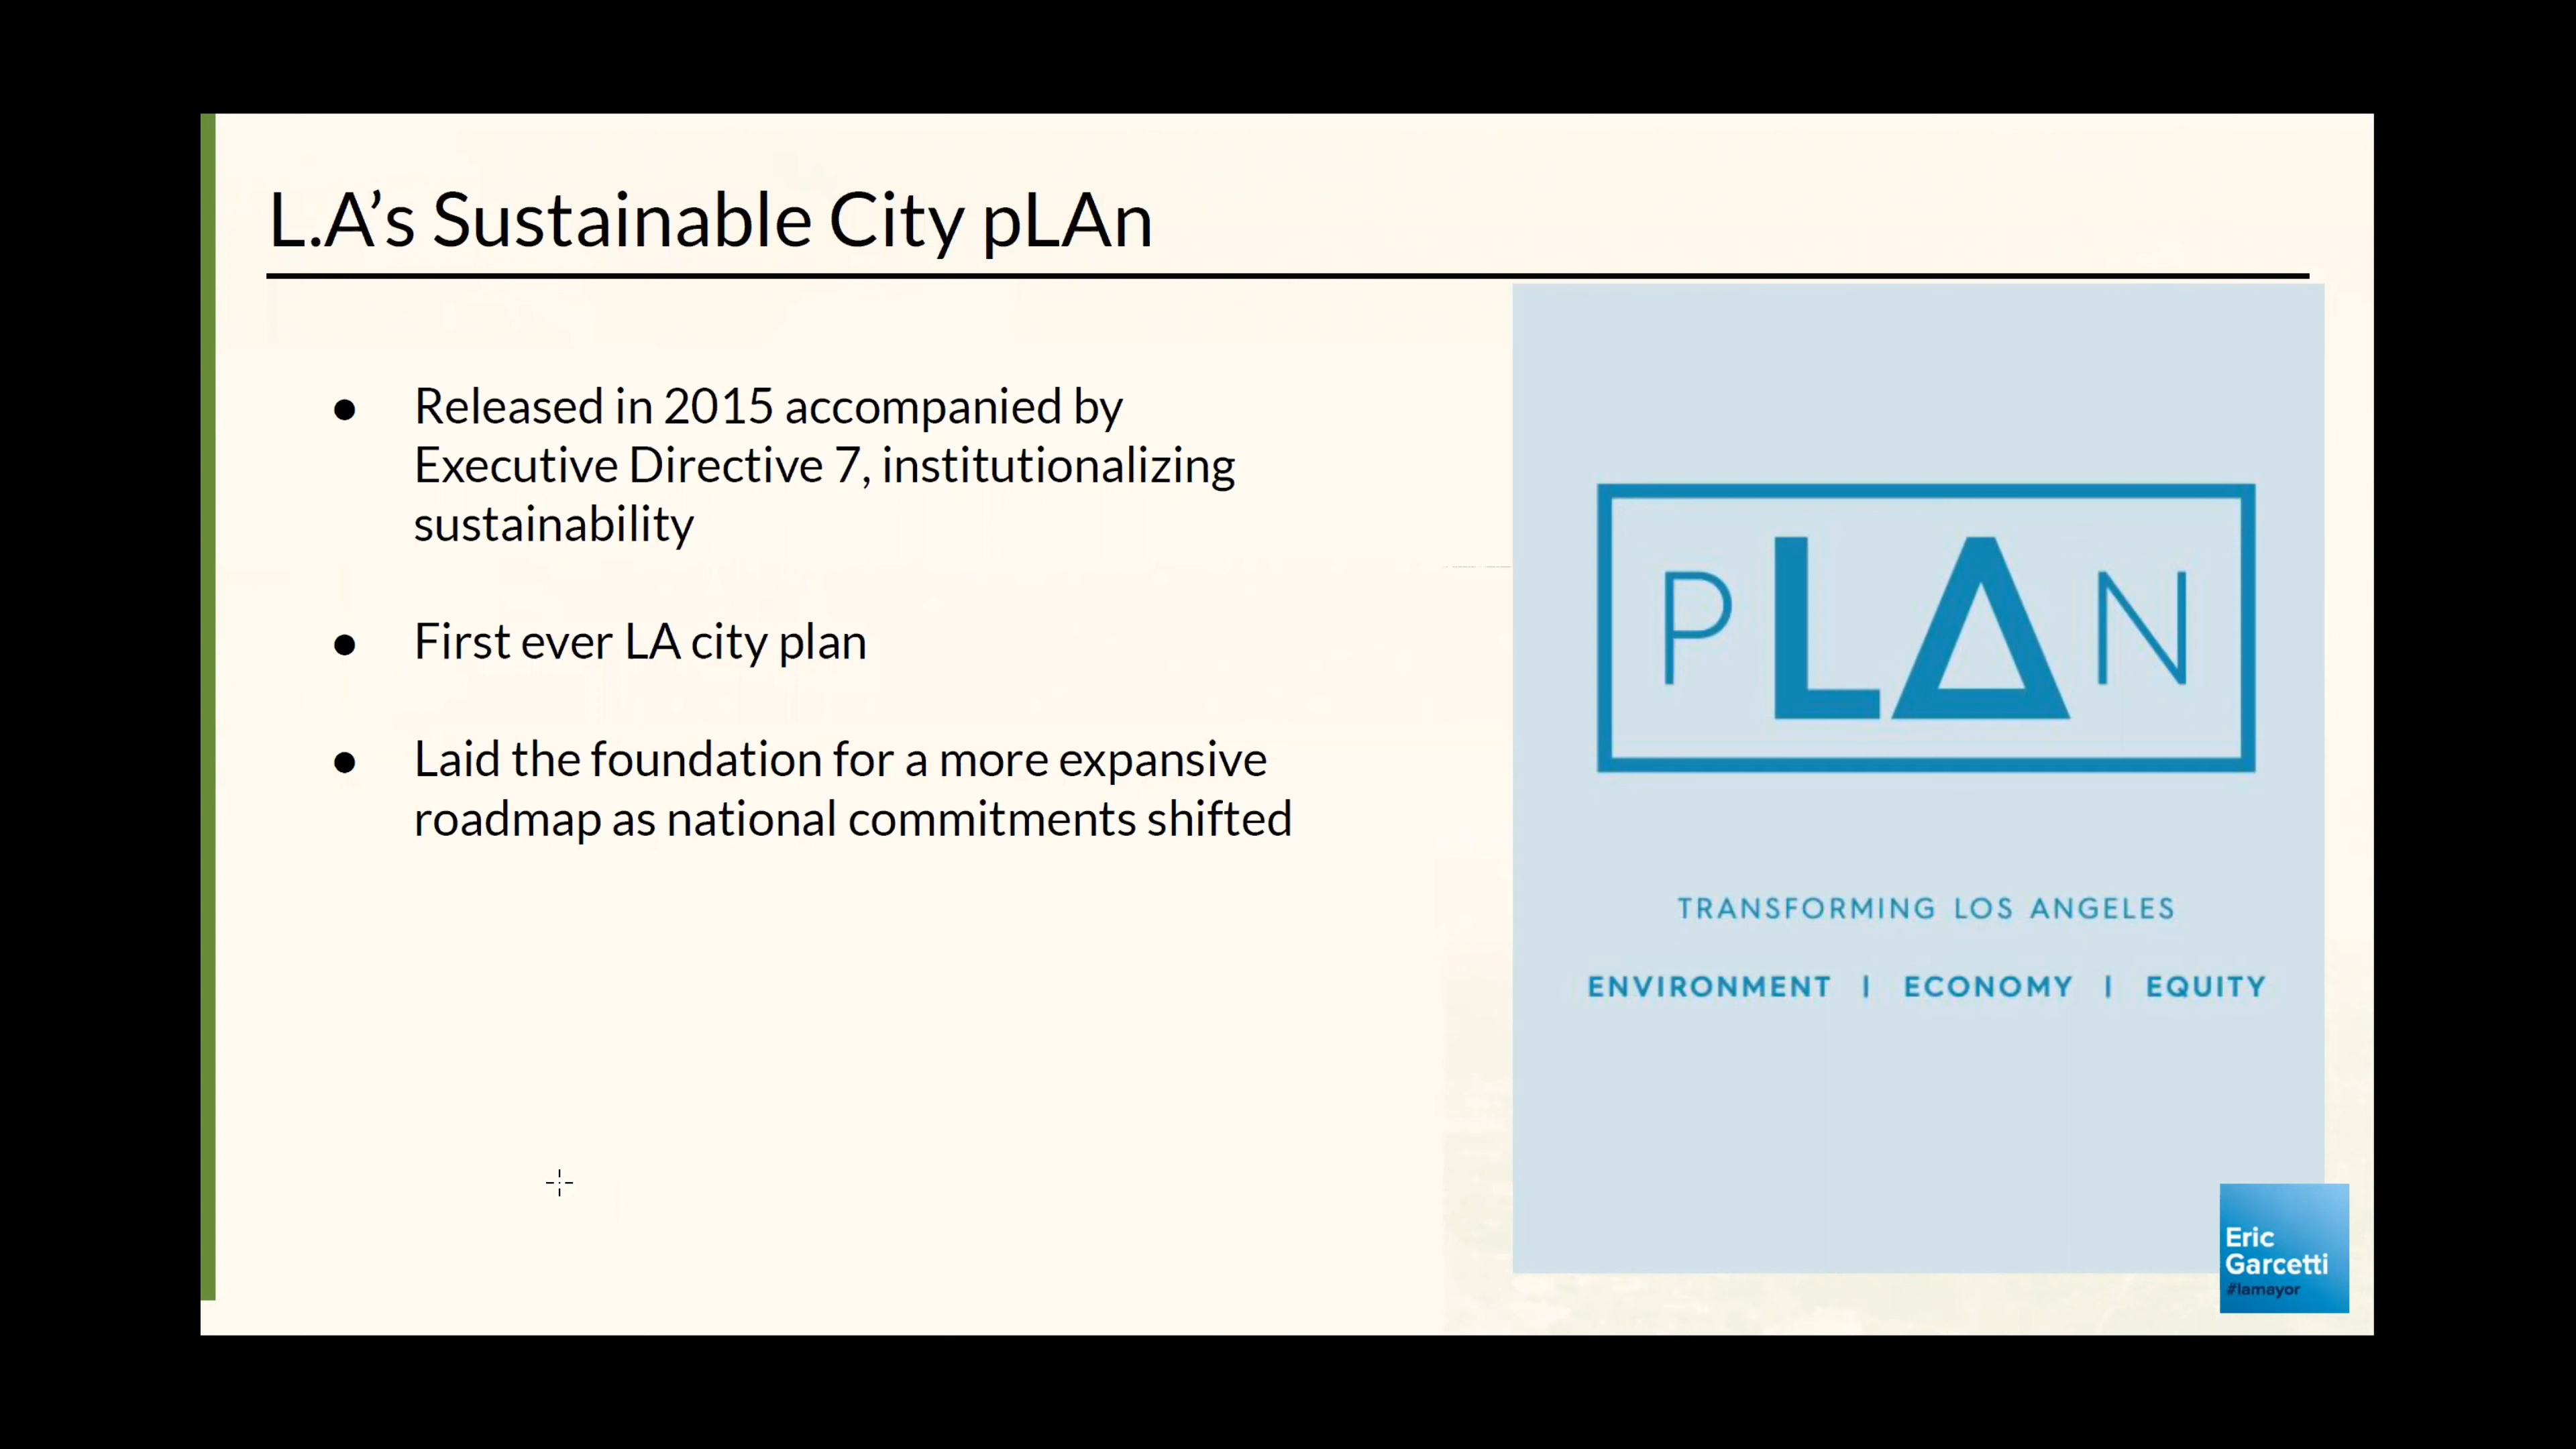 L.A’s Sustainable City pLAn
● Released in 2015 accompanied by
Executive Directive 7, institutionalizing
sustainability
● First ever LA city plan
● Laid the foundation for a more expansive
roadmap as national commitments shifted
PLAN
TRANSFORMING LOS ANGELES
ENVIRONMENT | ECONOMY | EQUITY
Eric
Garcetti
#lamayor